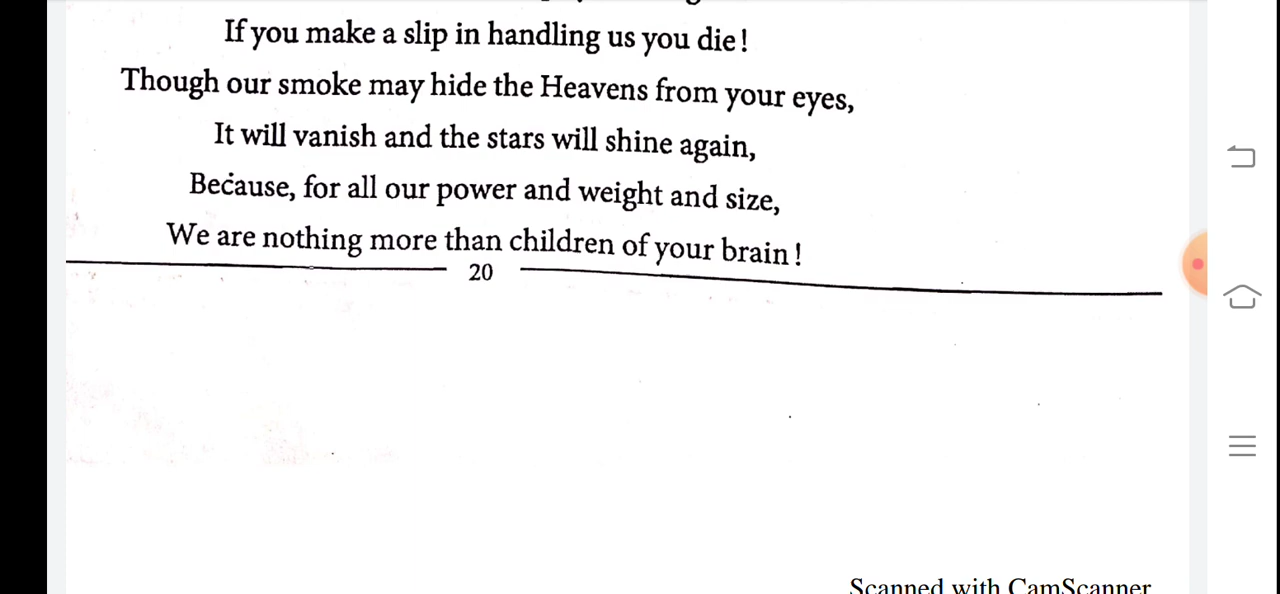 If you make a slip in handling us you die!
Though our smoke may hide the Heavens from your eyes,
It will vanish and the stars will shine again,
Because, for all our power and weight and size,
We are nothing more than children of your brain!
20
Scanned with CamScanner